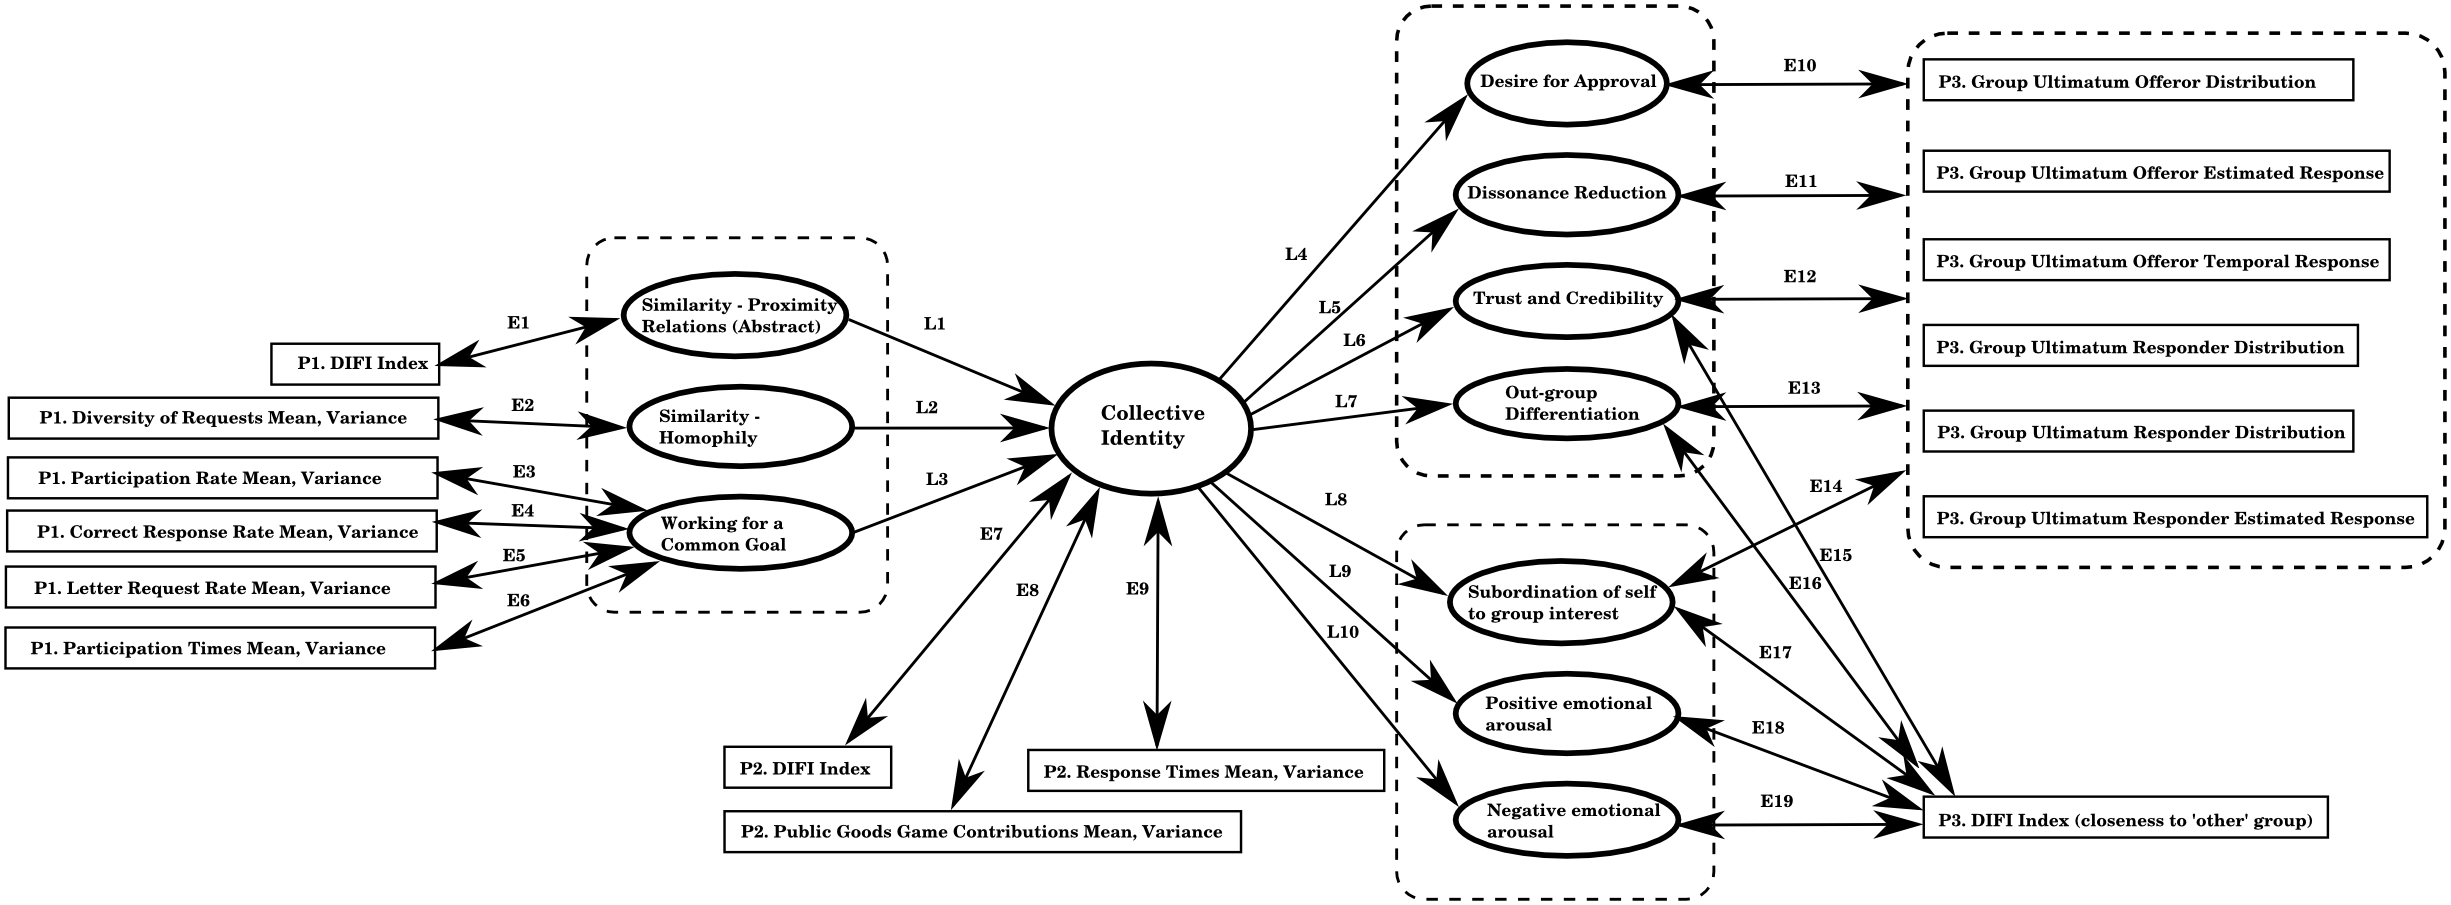 P1. DIFI Index
P1. Diversity of Requests Mean, Variance
P1. Participation Rate Mean, Variance
P1. Correct Response Rate Mean, Variance
P1. Letter Request Rate Mean, Variance
P1. Participation Times Mean, Variance
E1
E2
E3
E4
E5
E6
Similarity - Proximity
Relations (Abstract)
Similarity -
Homophily
Working for a
Common Goal
L1
L2
L3
Collective
Identity
E7
E8
E9
P2. DIFI Index
P2. Public Goods Game Contributions Mean, Variance
P2. Response Times Mean, Variance
L4
L5
L6
L7
L8
L9
L10
Desire for Approval
Dissonance Reduction
Trust and Credibility
Out-group
Differentiation
Subordination of self
to group interest
Positive emotional
arousal
Negative emotional
arousal
E10
E11
E12
E13
E14
E15
E16
E17
E18
E19
P3. Group Ultimatum Offeror Distribution
P3. Group Ultimatum Offeror Estimated Response
P3. Group Ultimatum Offeror Temporal Response
P3. Group Ultimatum Responder Distribution
P3. Group Ultimatum Responder Distribution
P3. Group Ultimatum Responder Estimated Response
P3. DIFI Index (closeness to 'other' group)